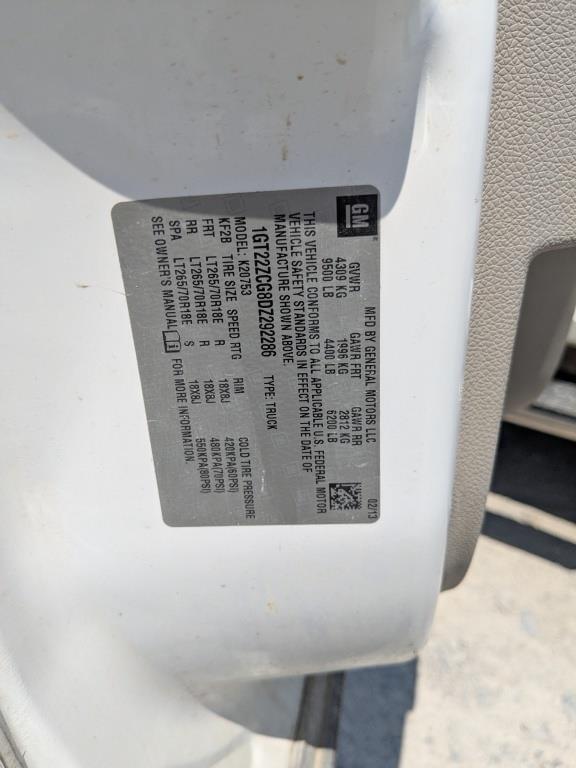 GM ®
MFD BY GENERAL MOTORS LLC 02/13
GVWR GAWR FRT GAWR RR
4309 KG 1996 KG 2812 KG
9500 LB 4400 LB 6200 LB
THIS VEHICLE CONFORMS TO ALL APPLICABLE U.S. FEDERAL MOTOR
VEHICLE SAFETY STANDARDS IN EFFECT ON THE DATE OF
MANUFACTURE SHOWN ABOVE.
1GT22ZCG8DZ292286 TYPE: TRUCK
MODEL: K20753
KF2B TIRE SIZE SPEED RTG RIM COLD TIRE PRESSURE
FRT LT265/70R18E R 18X8J 420KPA(60PSI)
RR LT265/70R18E R 18X8J 480KPA(70PSI)
SPA LT265/70R18E S 18X8J 550KPA(80PSI)
SEE OWNER'S MANUAL FOR MORE INFORMATION.